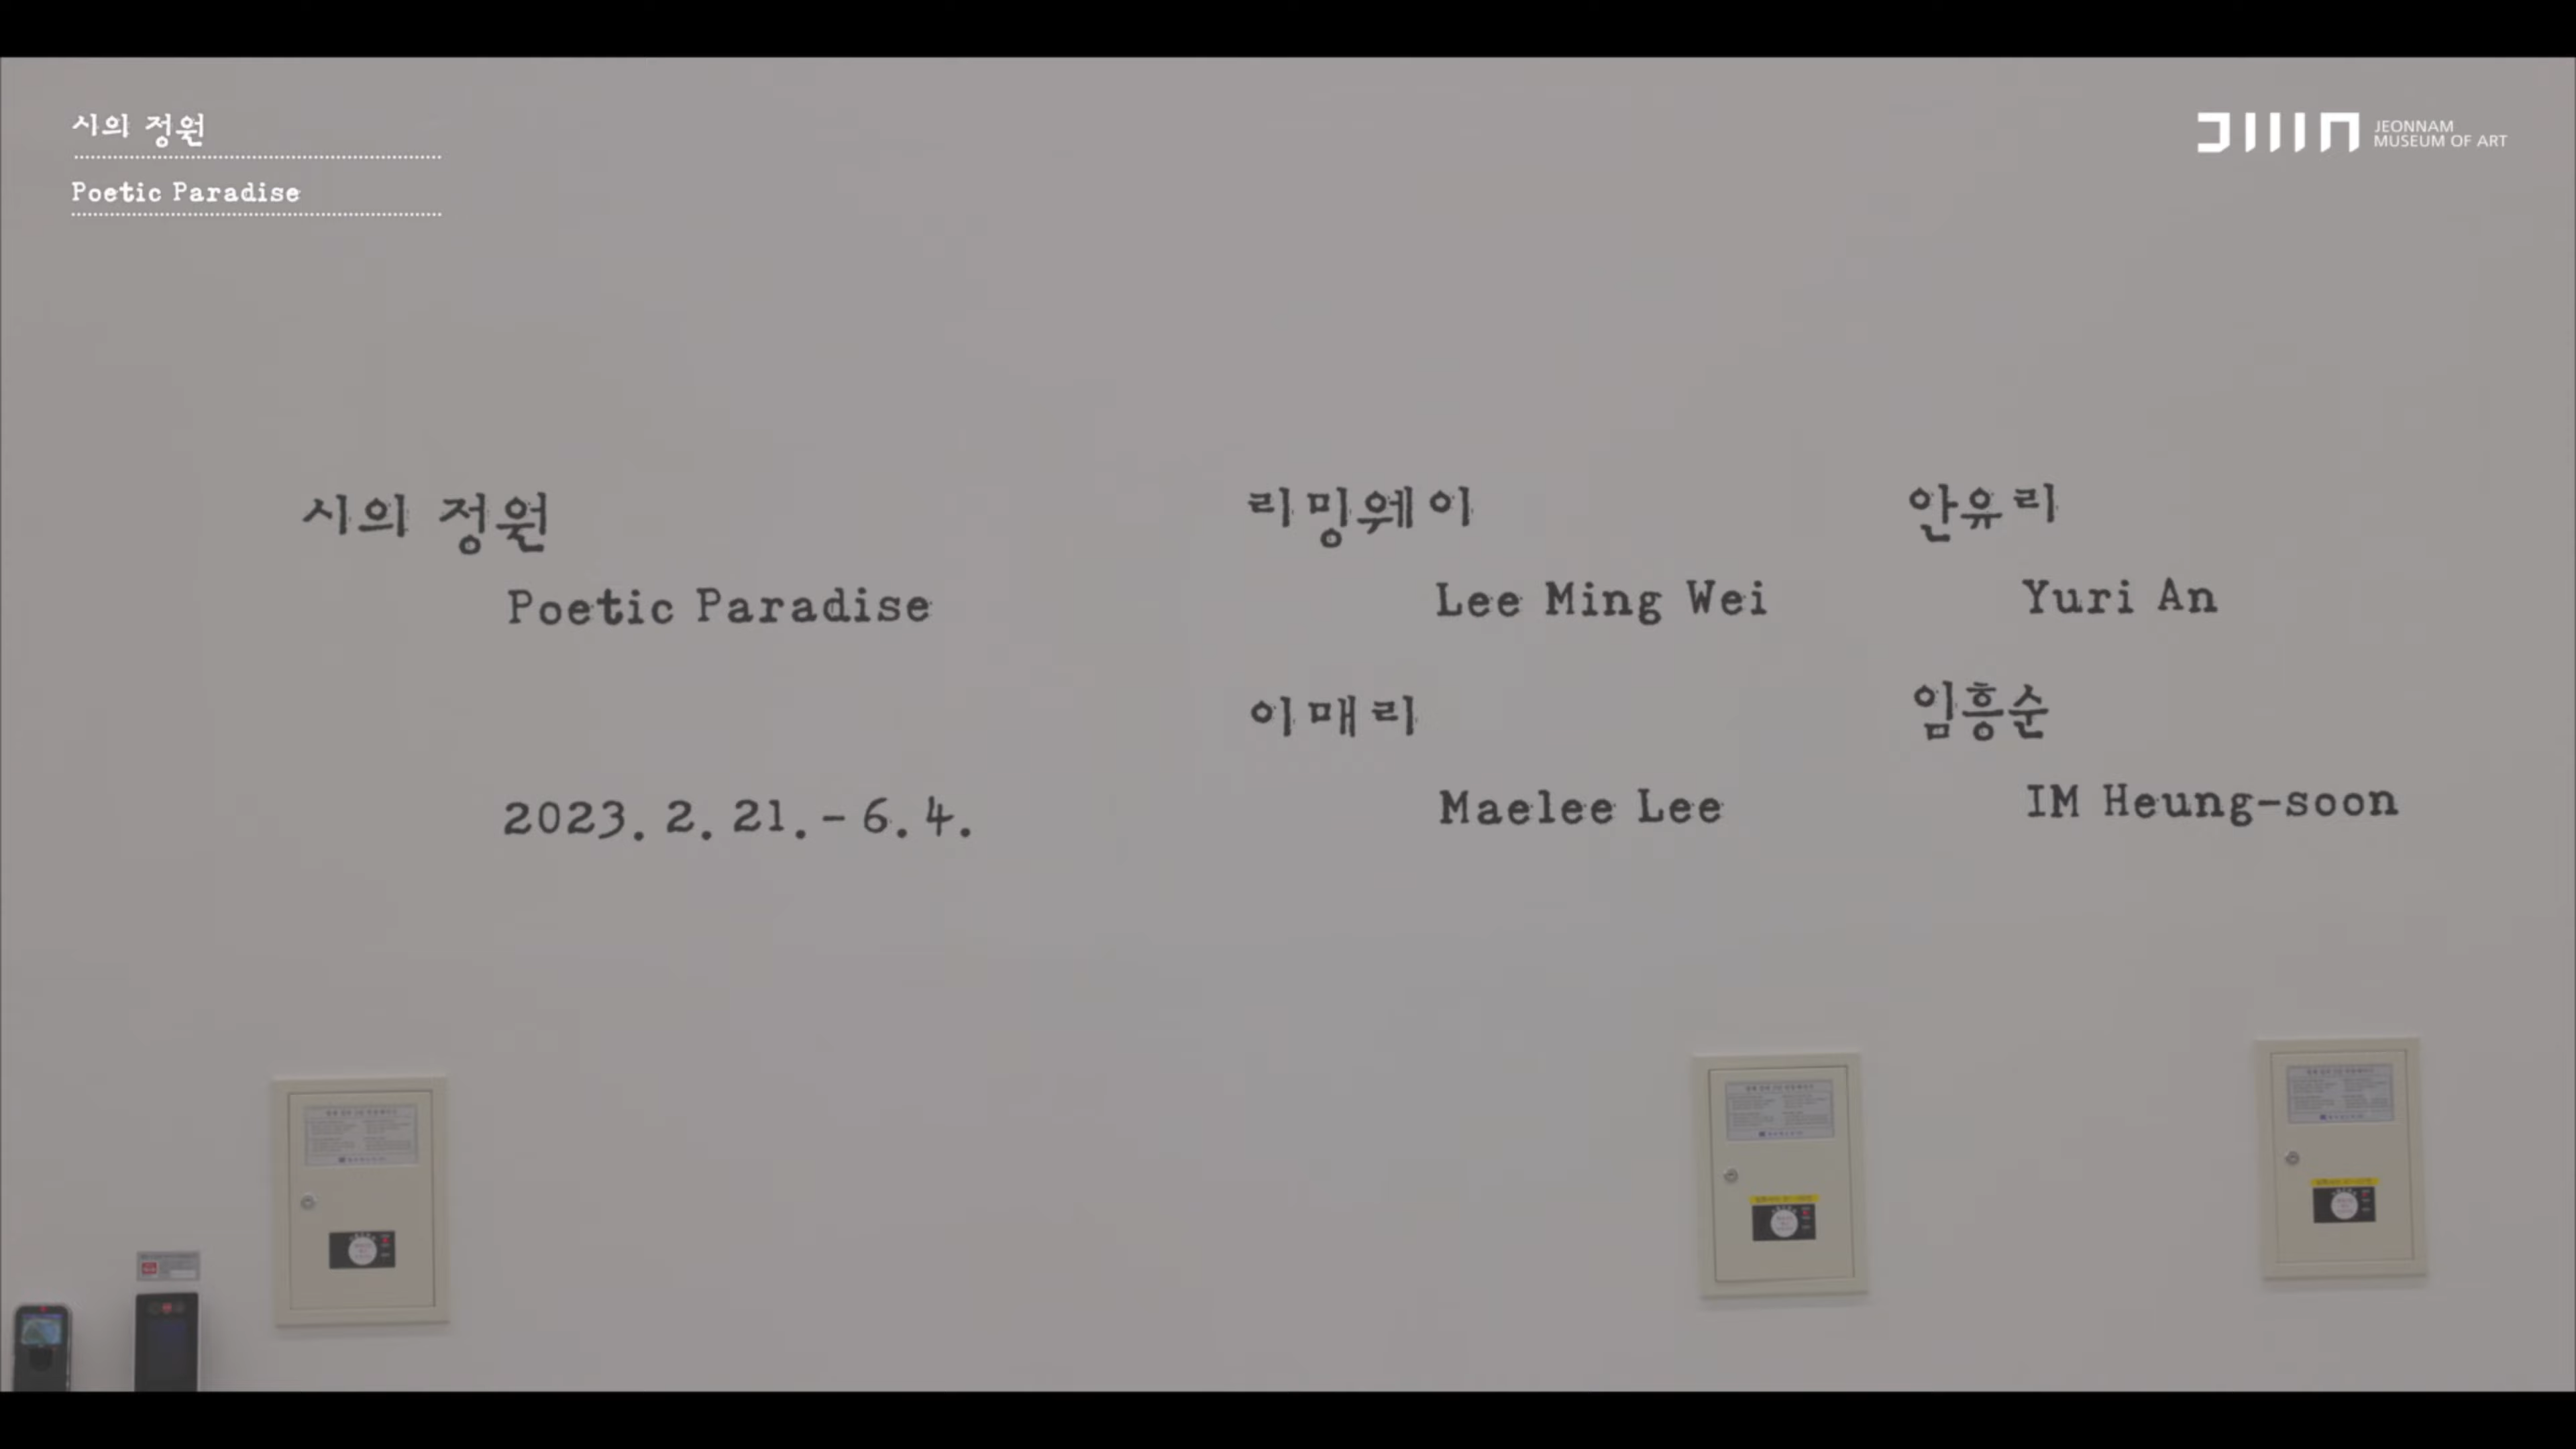 시의 정원
Poetic Paradise
JEONNAM
MUSEUM OF ART
시의 정원
Poetic Paradise
2023. 2. 21. - 6. 4.
리밍웨이
Lee Ming Wei
이매리
Maelee Lee
안유리
Yuri An
임흥순
IM Heung-soon